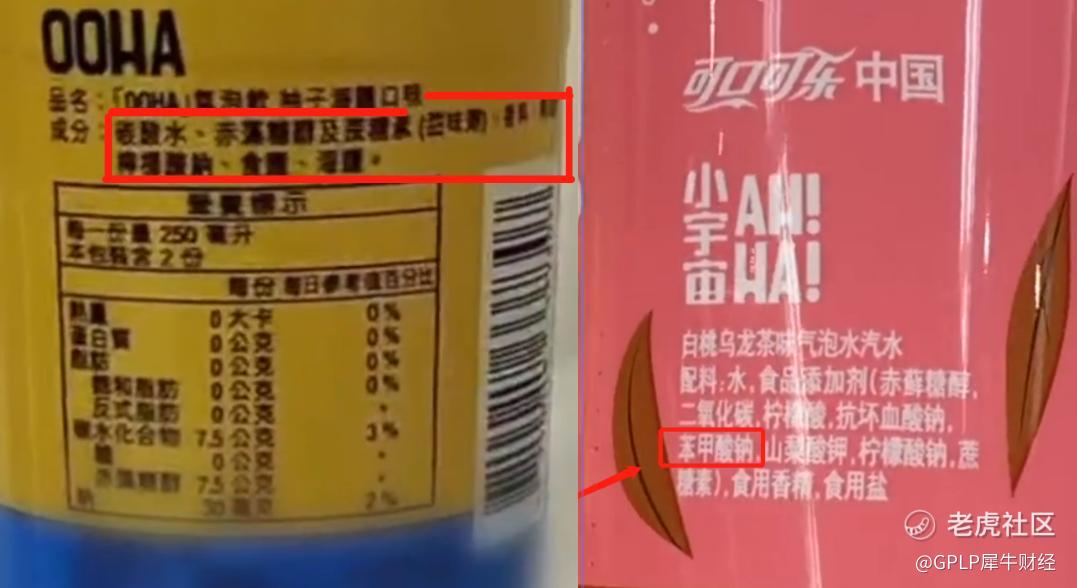 OOHA
品名:「OOHA」氣泡飲 柚子海鹽口味
成分:碳酸水、赤藻糖醇及蔗糖素(甜味劑)、香料、
檸檬酸鈉、食鹽、海鹽。
營養標示
每一份量 250 毫升
本包裝含 2 份
每份 每日參考值百分比
熱量 0 大卡 0%
蛋白質 0 公克 0%
脂肪 0 公克 0%
飽和脂肪 0 公克 0%
反式脂肪 0 公克 *
碳水化合物 7.5 公克 3%
糖 0 公克 *
赤藻糖醇 7.5 公克 *
鈉 30 毫克 2%
可口可乐 中国
小宇宙 AH!
HA!
白桃乌龙茶味气泡水汽水
配料:水,食品添加剂(赤藓糖醇,
二氧化碳,柠檬酸,抗坏血酸钠,
苯甲酸钠,山梨酸钾,柠檬酸钠,蔗
糖素),食用香精,食用盐
老虎社区
@GPLP犀牛财经